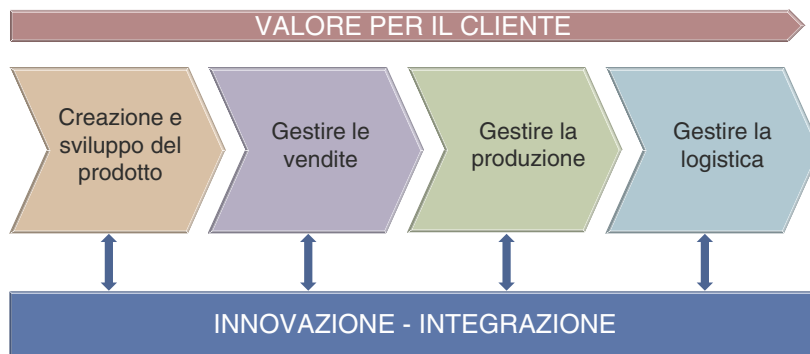 VALORE PER IL CLIENTE
Creazione e
sviluppo del
prodotto
Gestire le
vendite
Gestire la
produzione
Gestire la
logistica
INNOVAZIONE - INTEGRAZIONE